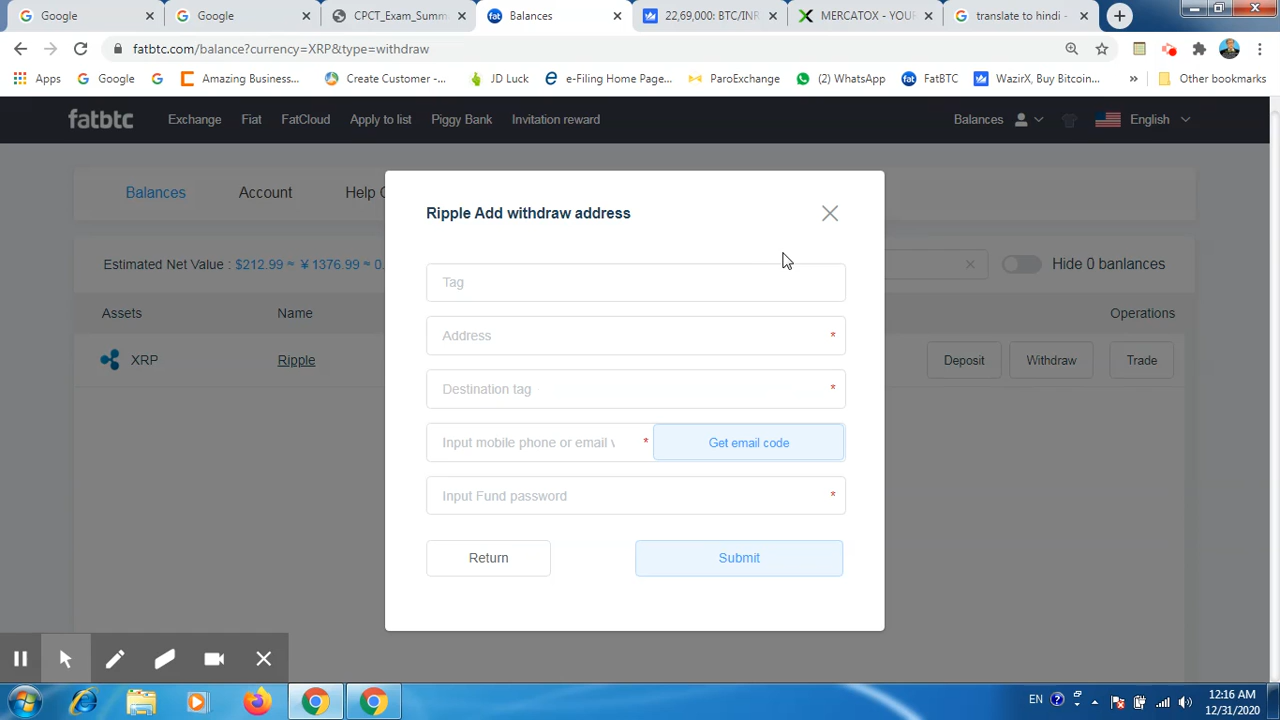 Google
Google
CPCT_Exam_Summ
Balances
22,69,000: BTC/INR
MERCATOX - YOUR
translate to hindi -
fatbtc.com/balance?currency=XRP&type=withdraw
Apps
Google
Amazing Business...
Create Customer -...
JD Luck
e-Filing Home Page...
ParoExchange
(2) WhatsApp
FatBTC
WazirX, Buy Bitcoin...
»
Other bookmarks
fatbtc
Exchange
Fiat
FatCloud
Apply to list
Piggy Bank
Invitation reward
Balances
English
Balances
Account
Help C
Estimated Net Value : $212.99 ≈ ¥ 1376.99 ≈ 0.
Hide 0 banlances
Assets
Name
Operations
XRP
Ripple
Deposit
Withdraw
Trade
Ripple Add withdraw address
Tag
Address *
Destination tag *
Input mobile phone or email *
Get email code
Input Fund password *
Return
Submit
EN
12:16 AM
12/31/2020